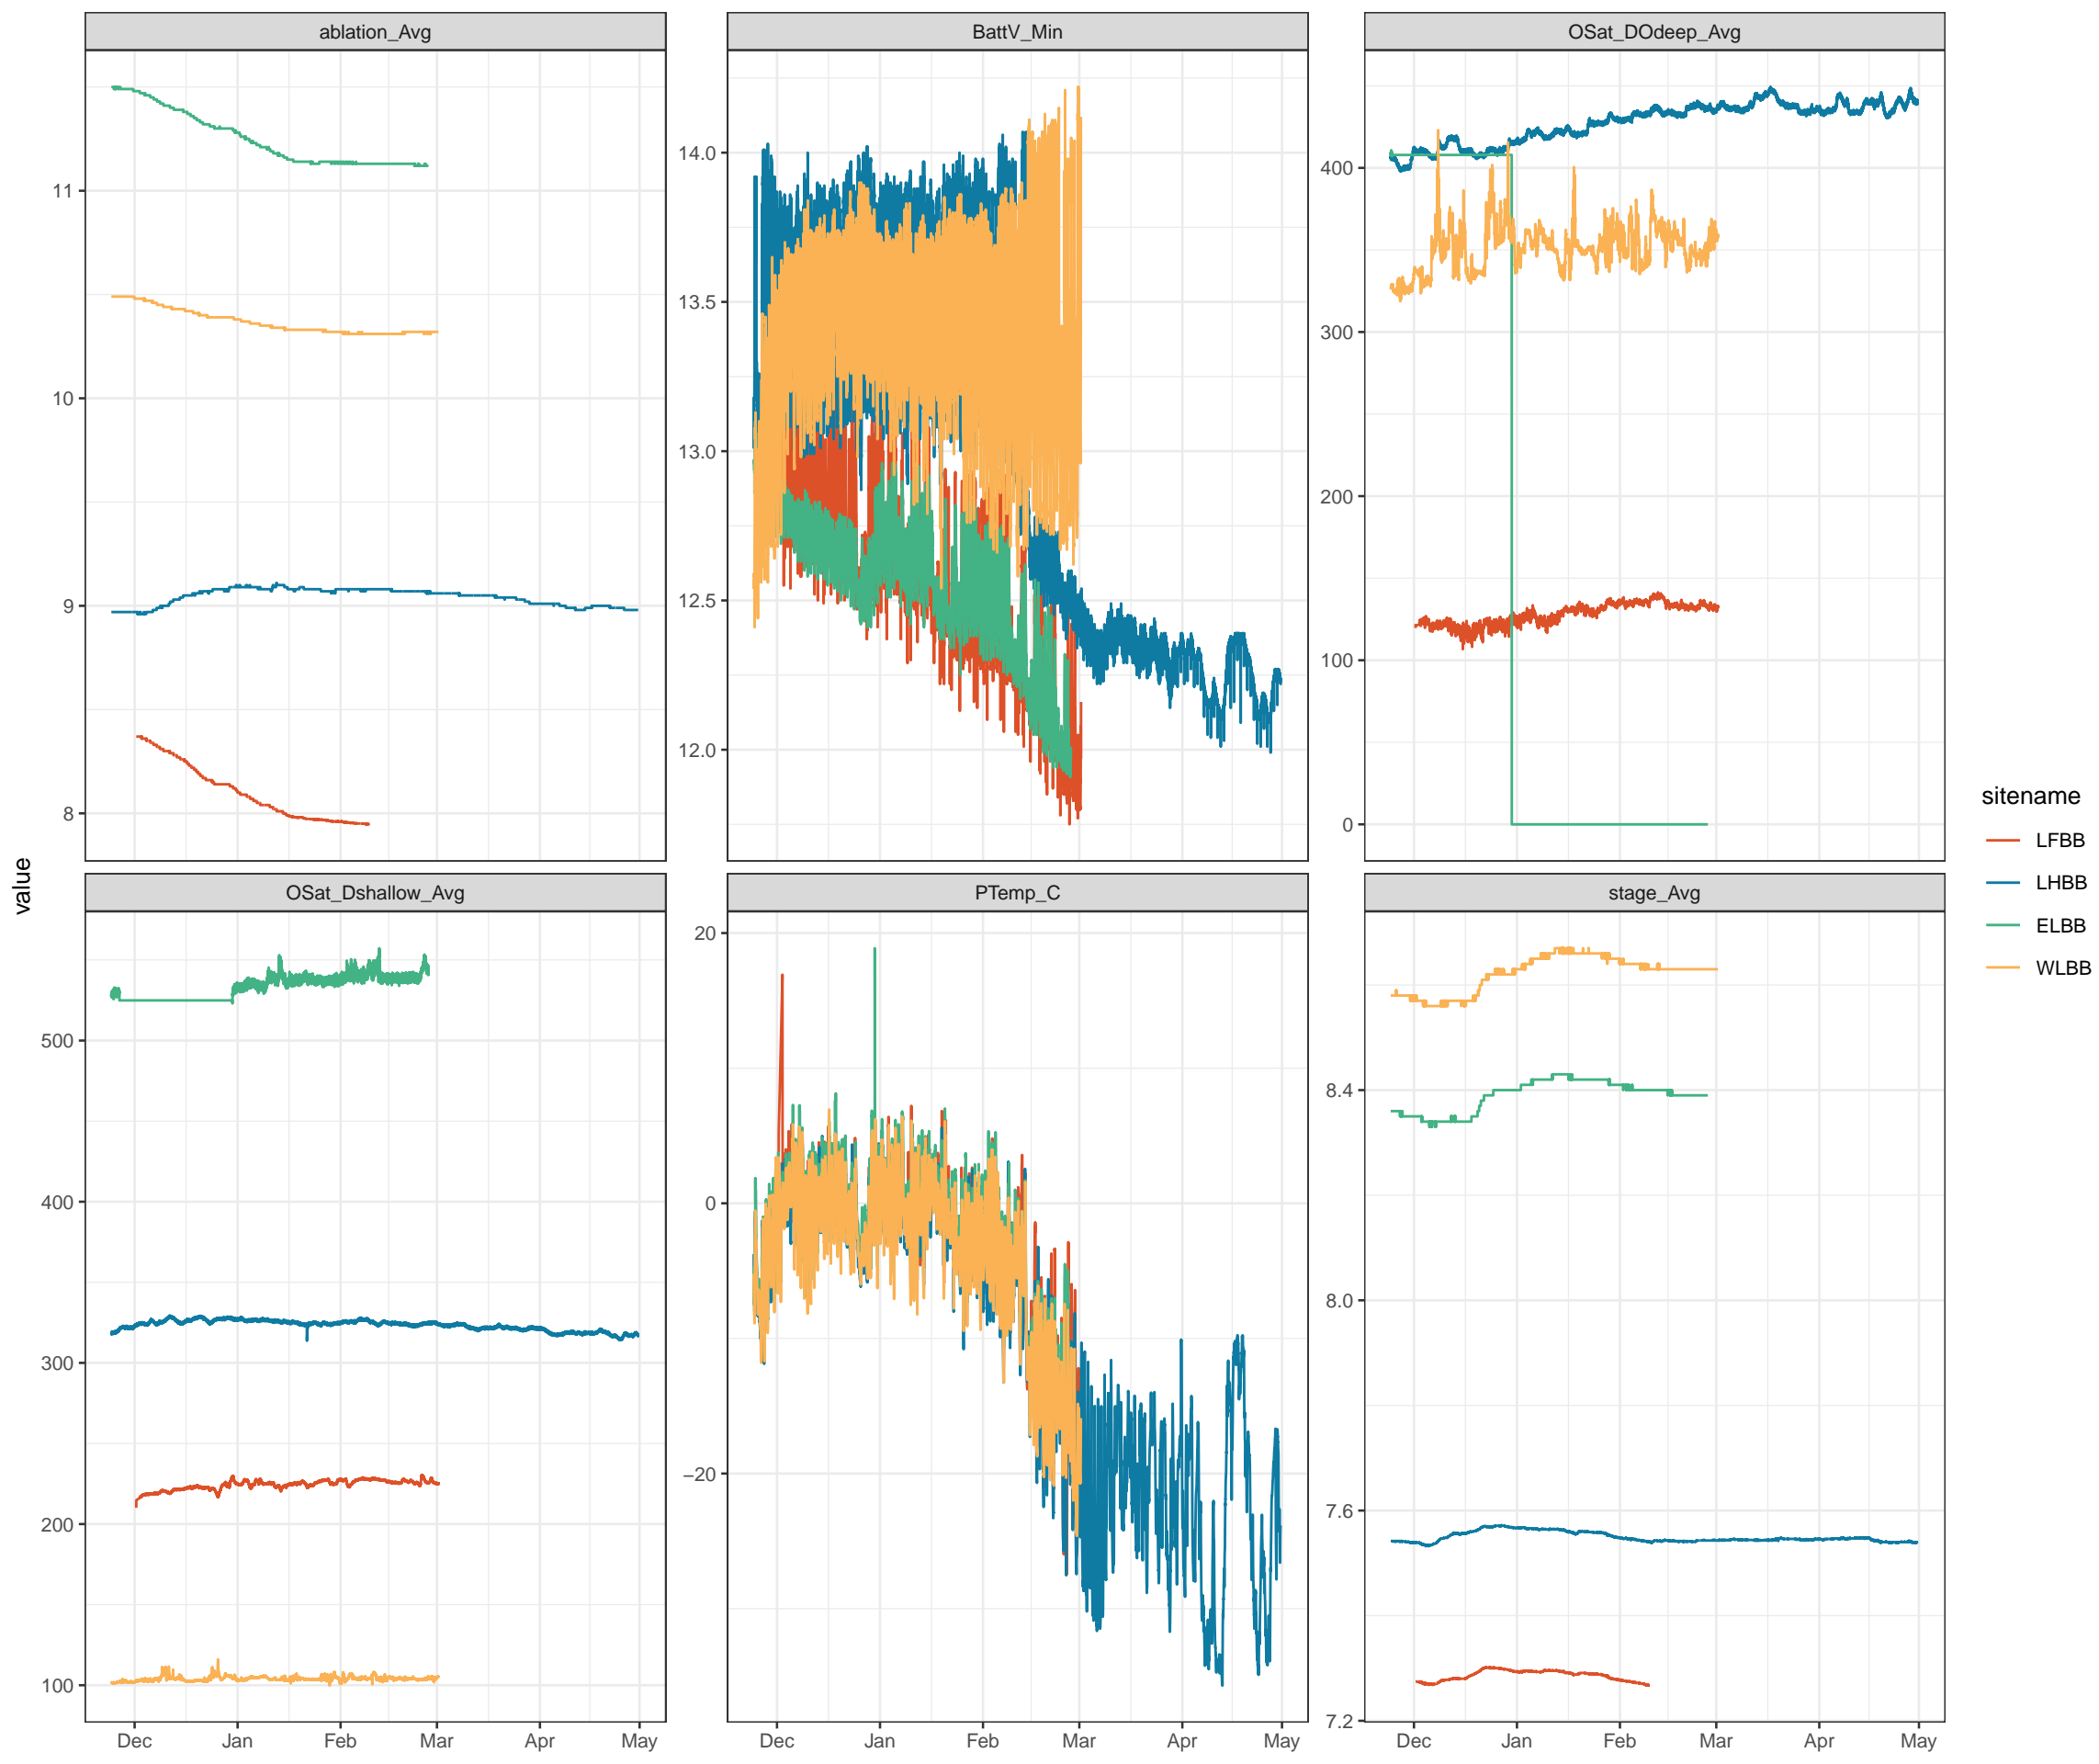 ablation_Avg
BattV_Min
OSat_DOdeep_Avg
11
10
9
8
14.0
13.5
13.0
12.5
12.0
400
300
200
100
0
value
OSat_Dshallow_Avg
PTemp_C
stage_Avg
500
400
300
200
100
20
0
−20
8.4
8.0
7.6
7.2
Dec Jan Feb Mar Apr May
Dec Jan Feb Mar Apr May
Dec Jan Feb Mar Apr May
sitename
LFBB
LHBB
ELBB
WLBB